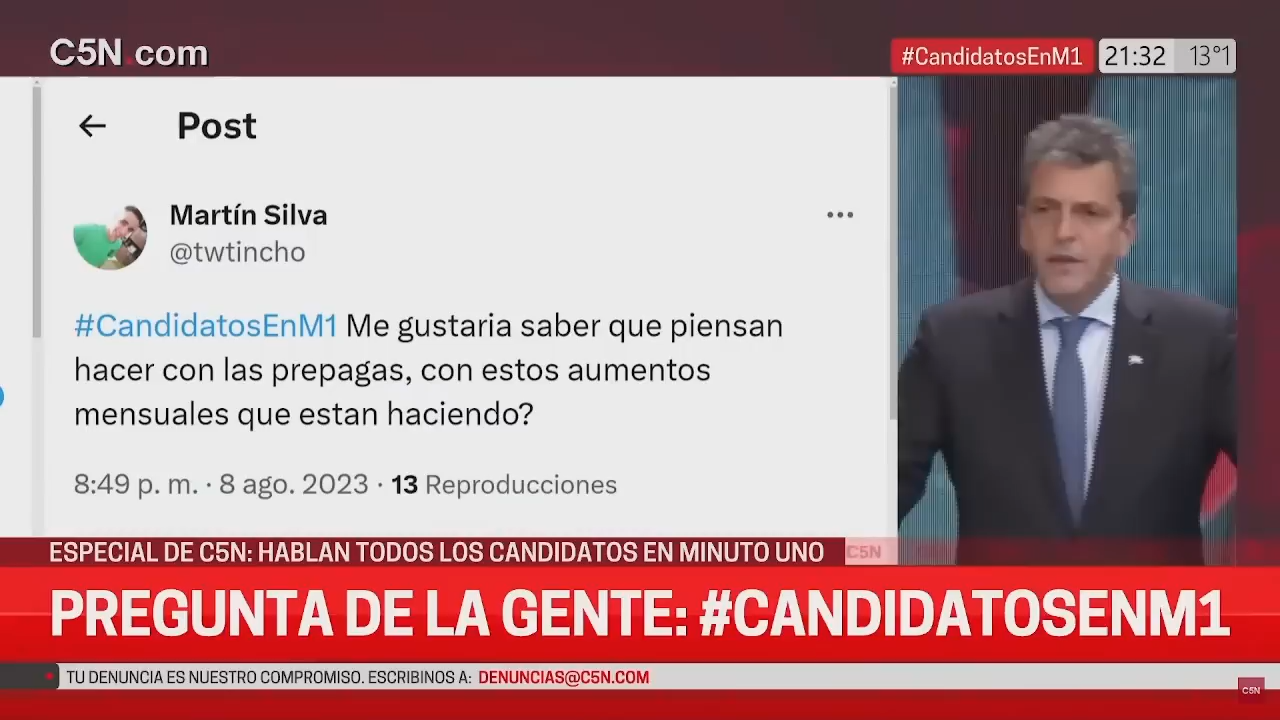 C5N.com
#CandidatosEnM1
21:32 13°1
Post
Martín Silva
@twtincho
#CandidatosEnM1 Me gustaria saber que piensan
hacer con las prepagas, con estos aumentos
mensuales que estan haciendo?
8:49 p. m. · 8 ago. 2023 · 13 Reproducciones
ESPECIAL DE C5N: HABLAN TODOS LOS CANDIDATOS EN MINUTO UNO
C5N
PREGUNTA DE LA GENTE: #CANDIDATOSENM1
TU DENUNCIA ES NUESTRO COMPROMISO. ESCRIBINOS A: DENUNCIAS@C5N.COM
C5N